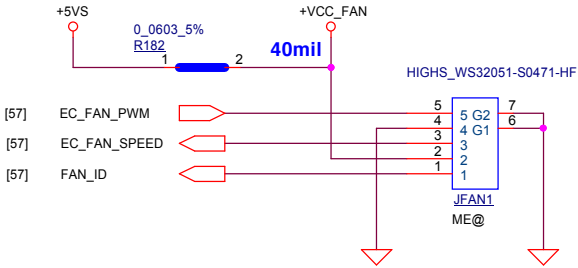 +5VS
+VCC_FAN
0_0603_5%
R182
1 2
40mil
HIGHS_WS32051-S0471-HF
[57] EC_FAN_PWM 5 5 G2 7
4 4 G1 6
[57] EC_FAN_SPEED 3 3
2 2
[57] FAN_ID 1 1
JFAN1
ME@